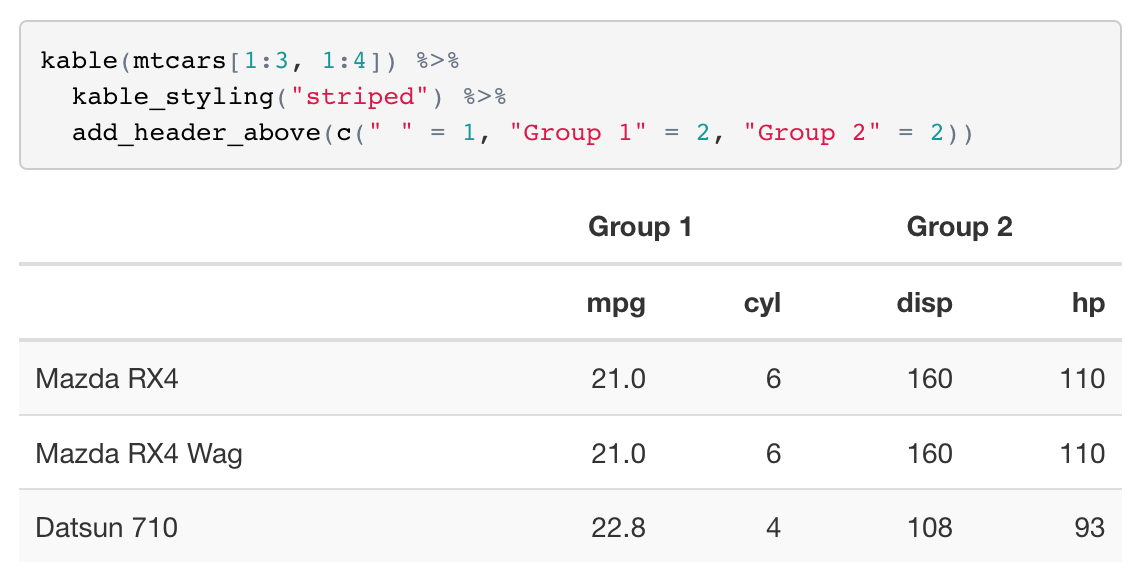 kable(mtcars[1:3, 1:4]) %>%
  kable_styling("striped") %>%
  add_header_above(c(" " = 1, "Group 1" = 2, "Group 2" = 2))
Group 1 Group 2
mpg cyl disp hp
Mazda RX4 21.0 6 160 110
Mazda RX4 Wag 21.0 6 160 110
Datsun 710 22.8 4 108 93